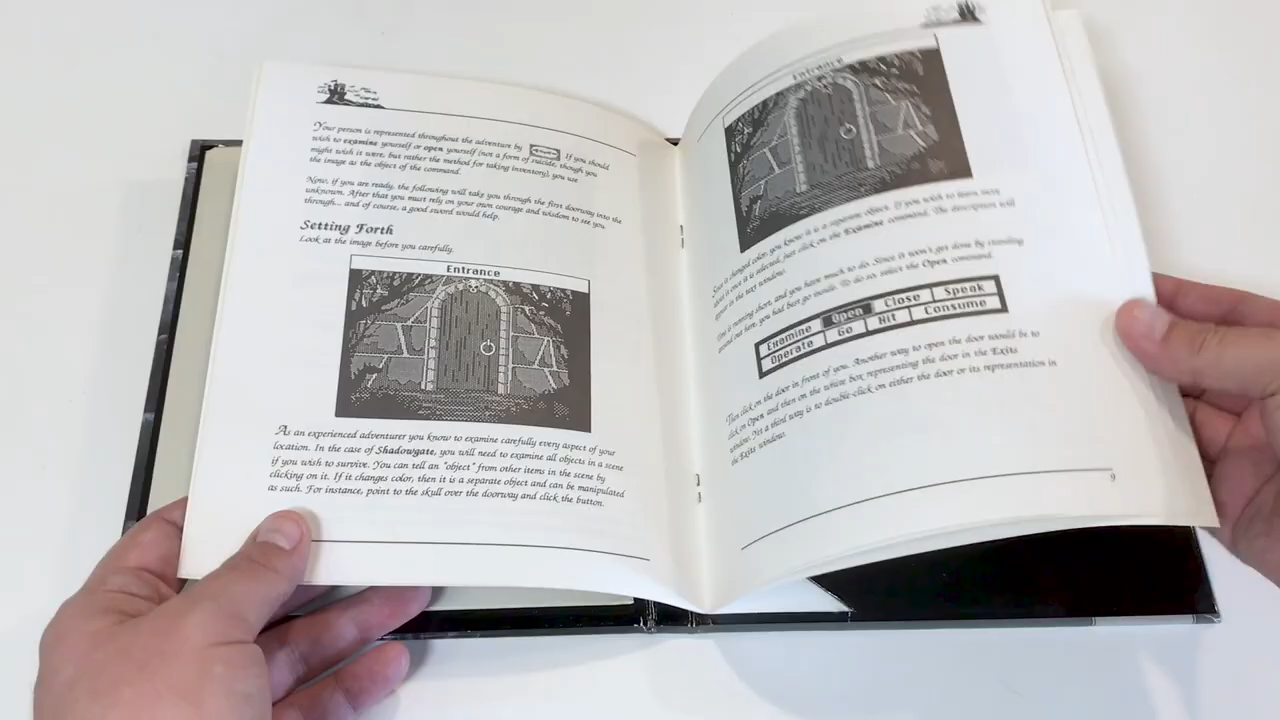 Your person is represented throughout the adventure by If you should
wish to examine yourself or open yourself (not a form of suicide, though you
might wish it were, but rather the method for taking inventory), you use
the image as the object of the command.
Now, if you are ready, the following will take you through the first doorway into the
unknown. After that you must rely on your own courage and wisdom to see you
through... and of course, a good sword would help.
Setting Forth
Look at the image before you carefully.
Entrance
As an experienced adventurer you know to examine carefully every aspect of your
location. In the case of Shadowgate, you will need to examine all objects in a scene
if you wish to survive. You can tell an "object" from other items in the scene by
clicking on it. If it changes color, then it is a separate object and can be manipulated
as such. For instance, point to the skull over the doorway and click the button.
Entrance
Since it changed color, you know it is a separate object. If you wish to learn more
about it once it is selected, just click on the Examine command. The description will
appear in the text window.
Time is running short, and you have much to do. Since it won't get done by standing
around out here, you had best go inside. To do so, select the Open command.
Examine Open Close Speak
Operate Go Hit Consume
Then click on the door in front of you. Another way to open the door would be to
click on Open and then on the white box representing the door in the Exits
window. Yet a third way is to double-click on either the door or its representation in
the Exits window.
9